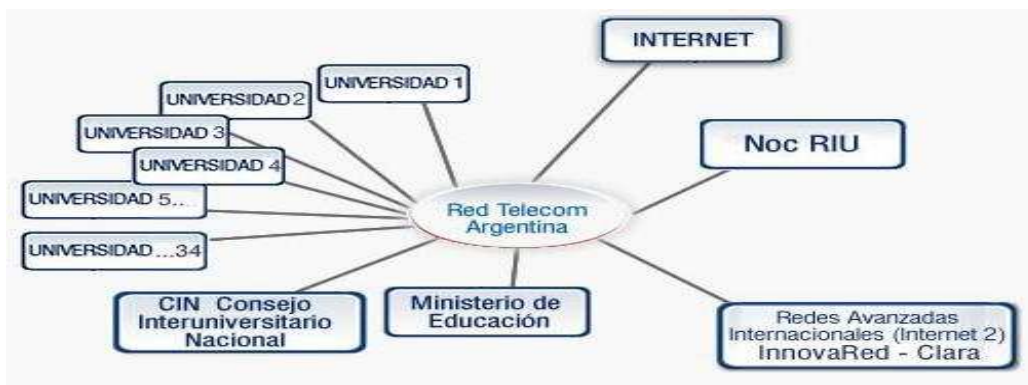 INTERNET
UNIVERSIDAD 1
UNIVERSIDAD 2
UNIVERSIDAD 3
UNIVERSIDAD 4
UNIVERSIDAD 5..
UNIVERSIDAD ...34
Noc RIU
Red Telecom
Argentina
CIN Consejo
Interuniversitario
Nacional
Ministerio de
Educación
Redes Avanzadas
Internacionales (Internet 2)
InnovaRed - Clara